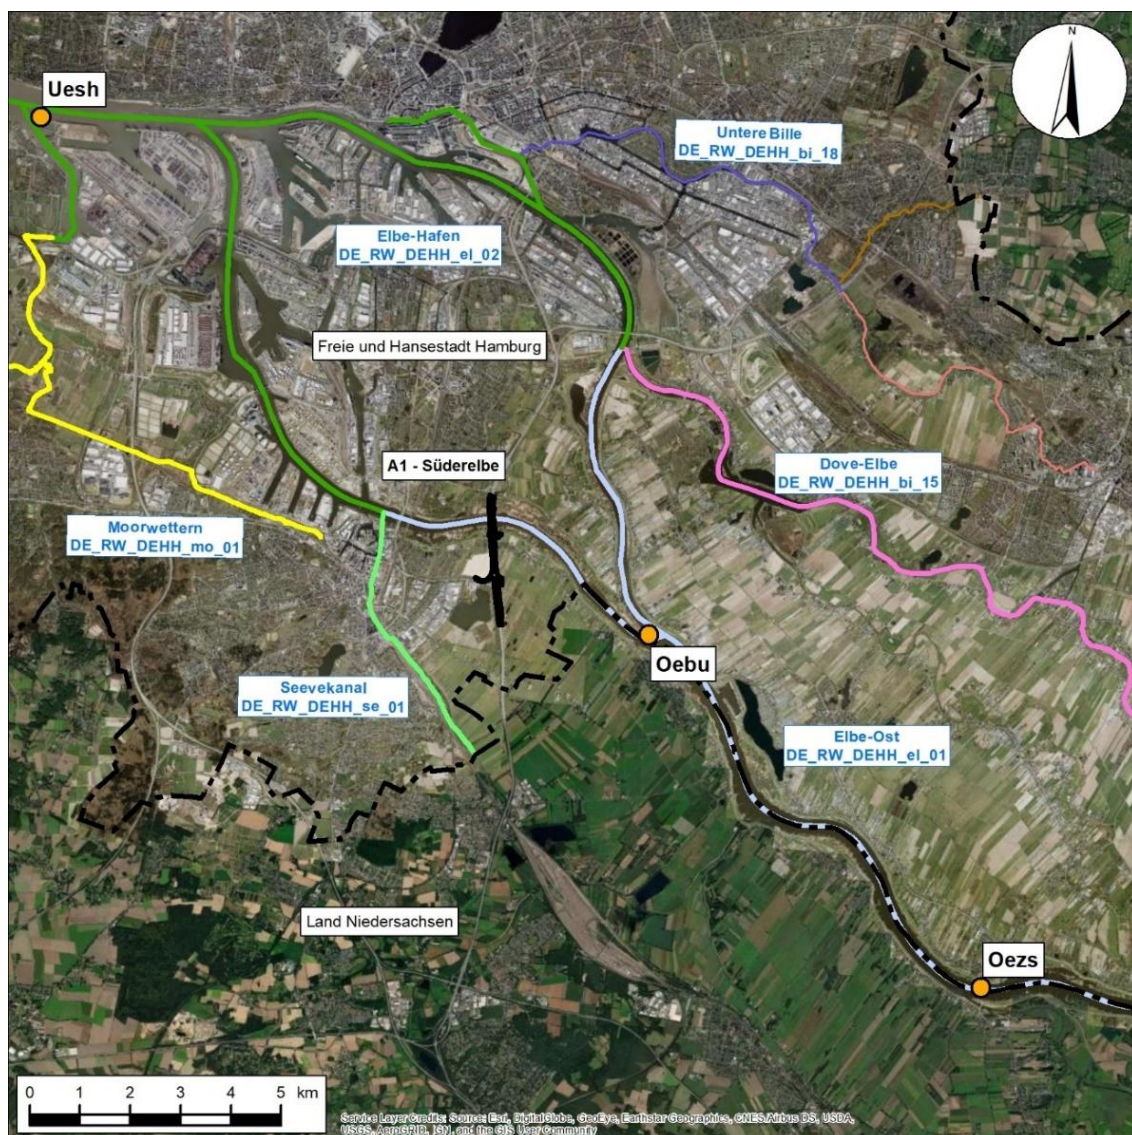 N
Uesh
Untere Bille
DE_RW_DEHH_bi_18
Elbe-Hafen
DE_RW_DEHH_el_02
Freie und Hansestadt Hamburg
A1 - Süderelbe
Dove-Elbe
DE_RW_DEHH_bi_15
Moorwettern
DE_RW_DEHH_mo_01
Oebu
Seevekanal
DE_RW_DEHH_se_01
Elbe-Ost
DE_RW_DEHH_el_01
Land Niedersachsen
Oezs
0 1 2 3 4 5 km
Service Layer Credits: Source: Esri, DigitalGlobe, GeoEye, Earthstar Geographics, CNES/Airbus DS, USDA,
USGS, AeroGRID, IGN, and the GIS User Community